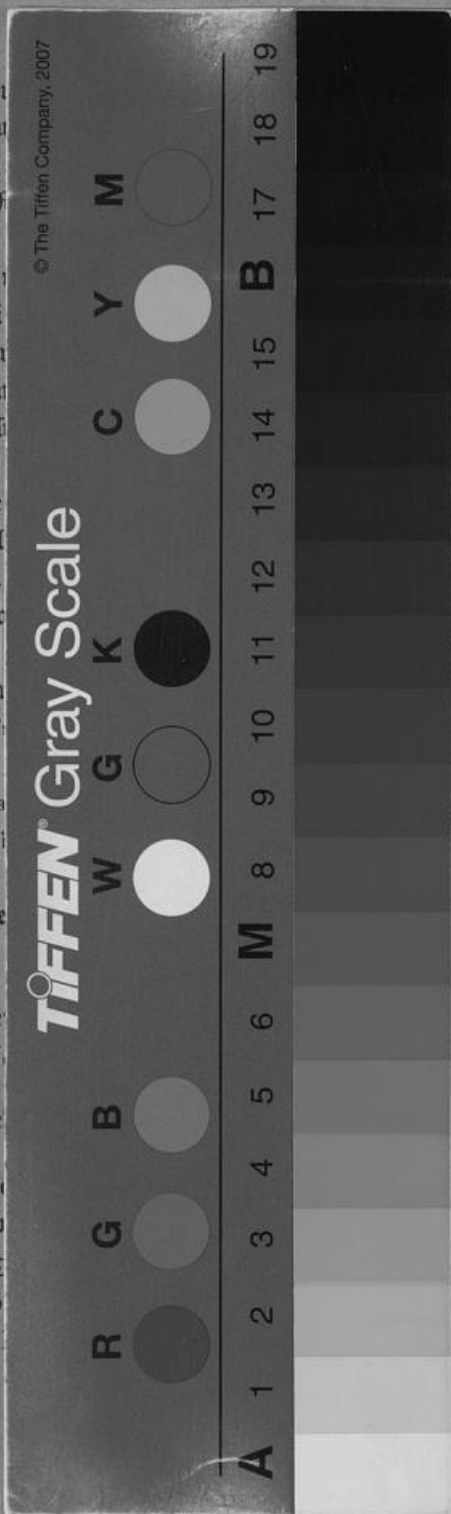 TIFFEN® Gray Scale
© The Tiffen Company, 2007
R G B W G K C Y M
A 1 2 3 4 5 6 M 8 9 10 11 12 13 14 15 B 17 18 19